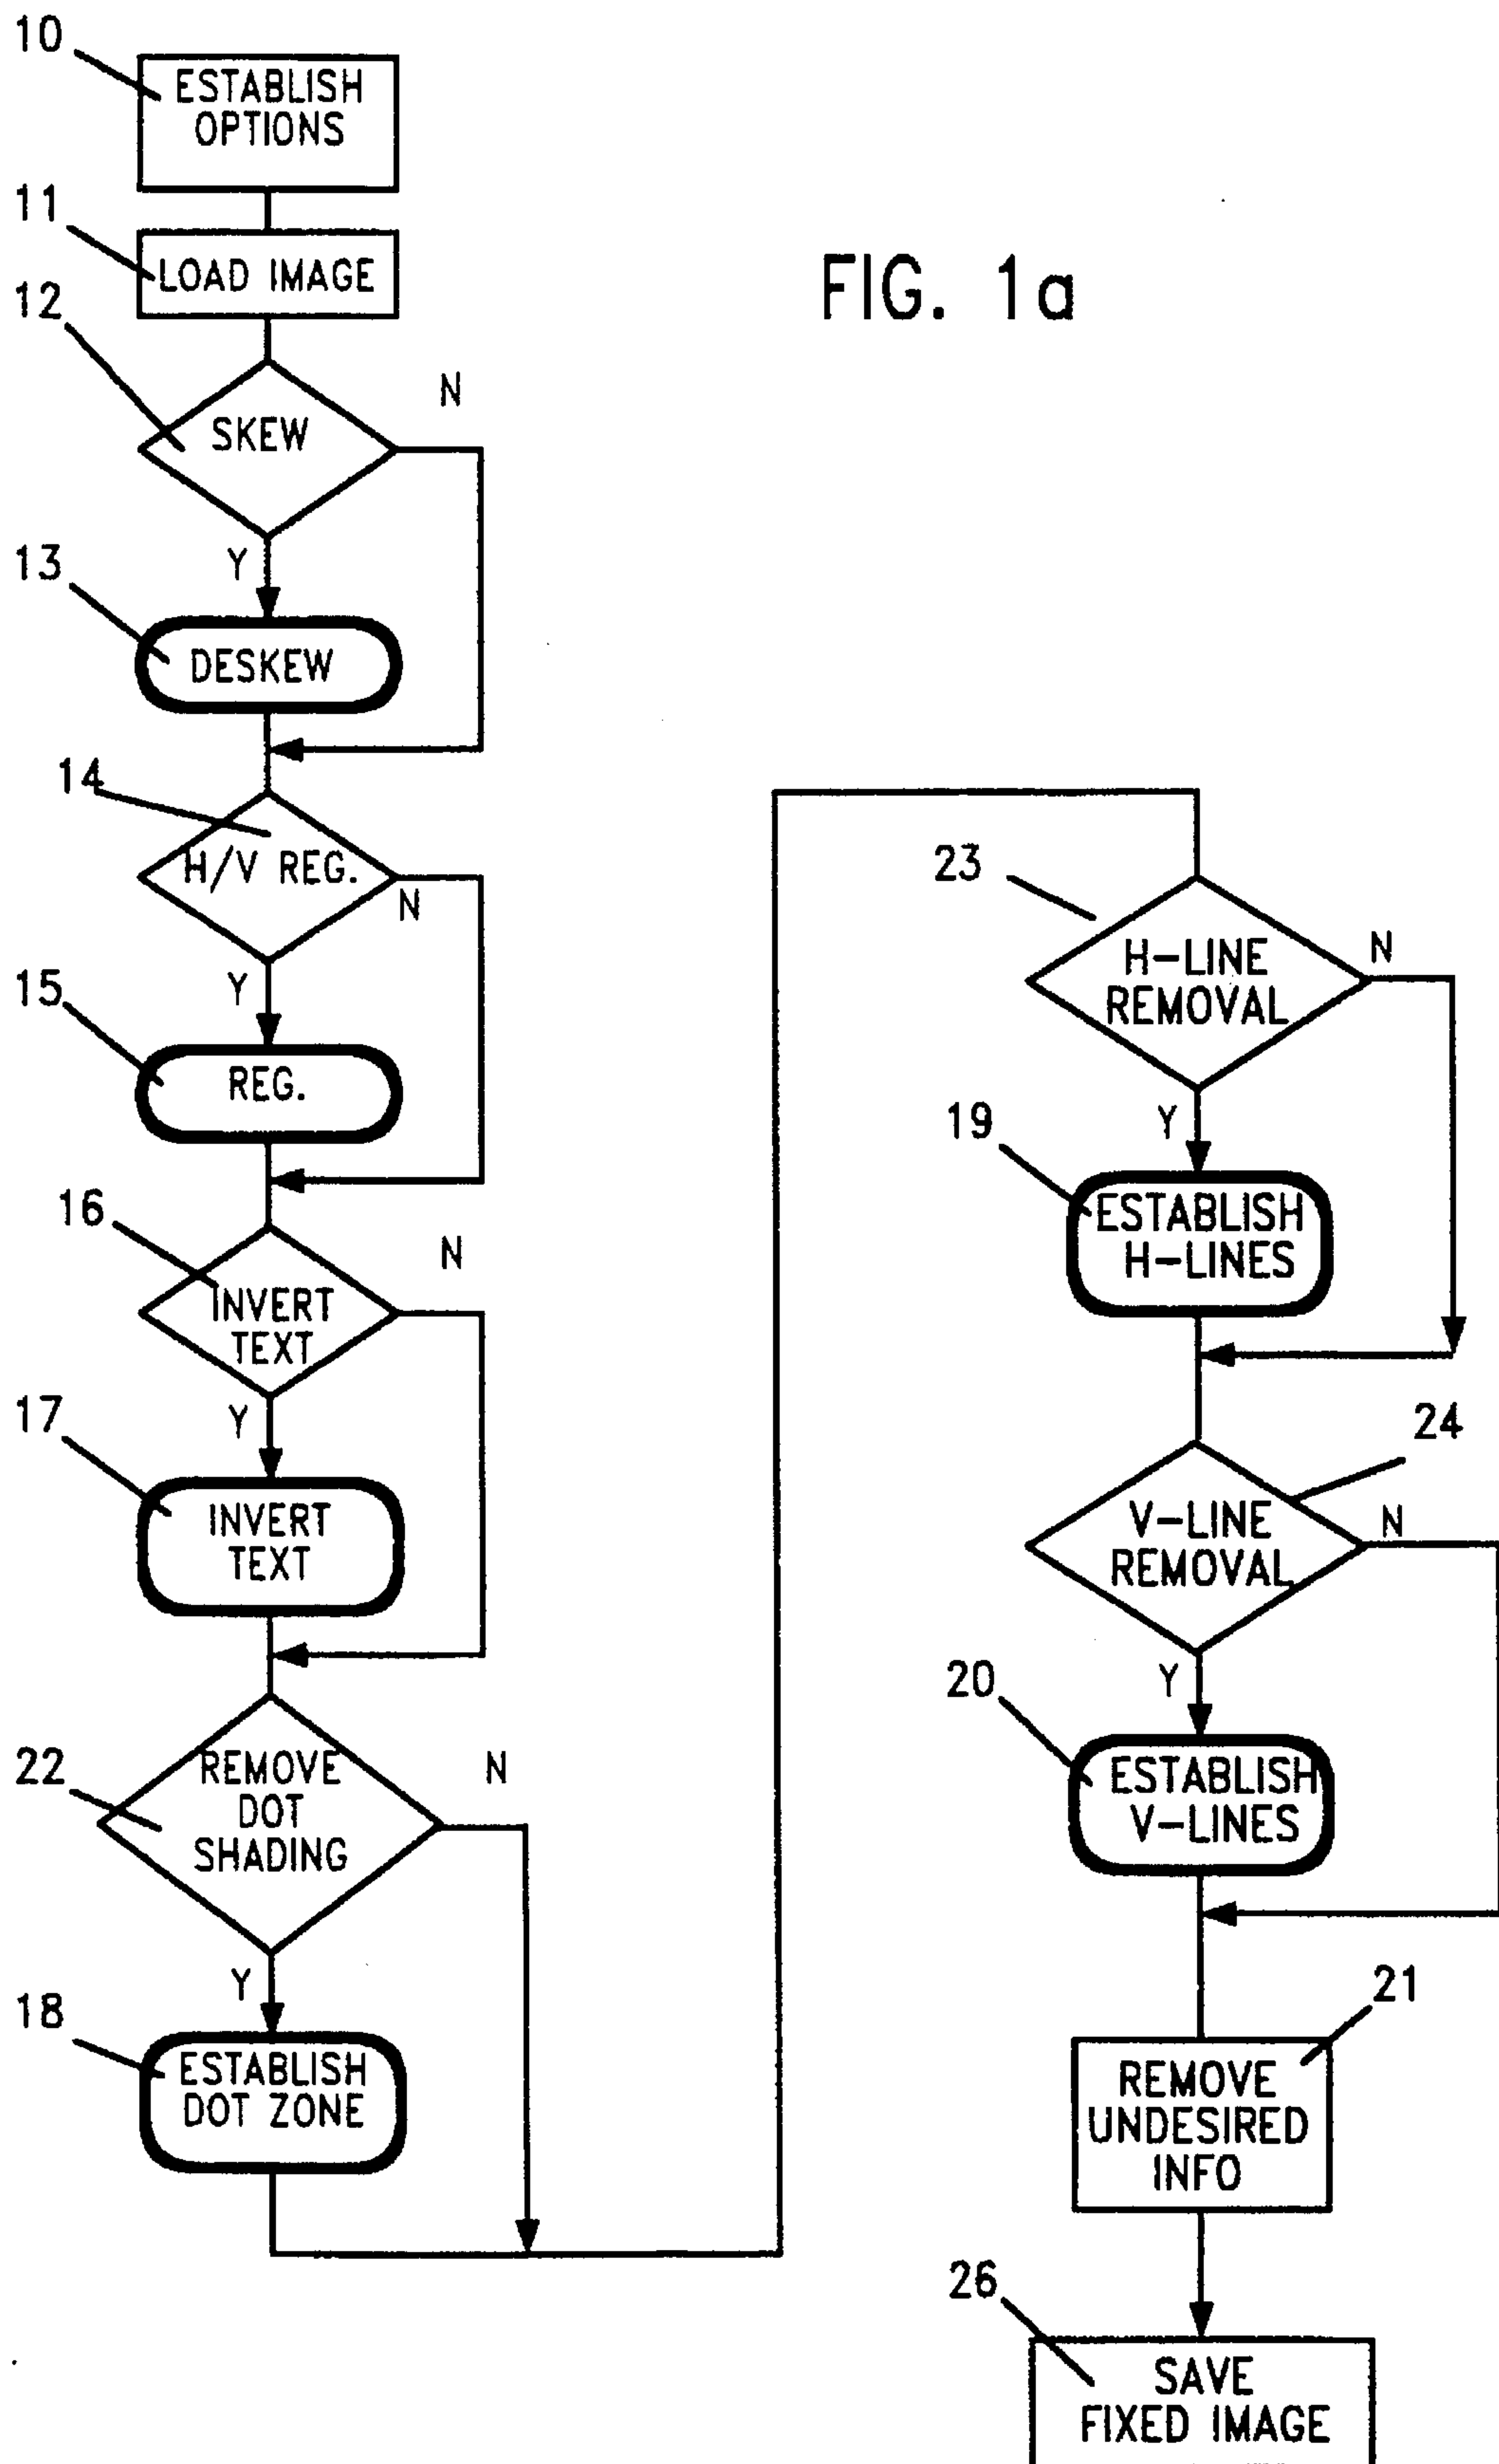 10
ESTABLISH
OPTIONS
11
LOAD IMAGE
FIG. 1a
12
SKEW
N
Y
13
DESKEW
14
H/V REG.
N
Y
15
REG.
16
INVERT
TEXT
N
Y
17
INVERT
TEXT
22
REMOVE
DOT
SHADING
N
Y
18
ESTABLISH
DOT ZONE
23
H-LINE
REMOVAL
N
Y
19
ESTABLISH
H-LINES
24
V-LINE
REMOVAL
N
Y
20
ESTABLISH
V-LINES
21
REMOVE
UNDESIRED
INFO
26
SAVE
FIXED IMAGE